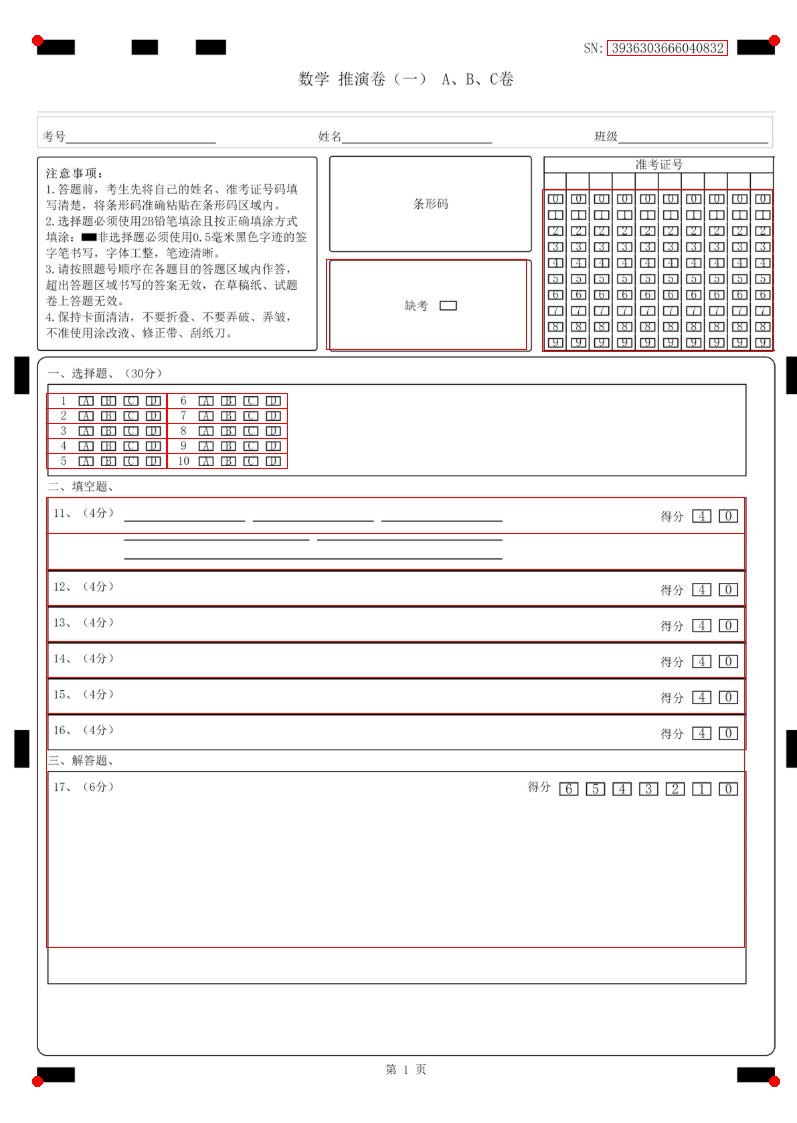 SN: 3936303666040832
数学 推演卷（一） A、B、C卷
考号 姓名 班级
注意事项：
1.答题前，考生先将自己的姓名、准考证号码填
写清楚，将条形码准确粘贴在条形码区域内。
2.选择题必须使用2B铅笔填涂且按正确填涂方式
填涂：非选择题必须使用0.5毫米黑色字迹的签
字笔书写，字体工整，笔迹清晰。
3.请按照题号顺序在各题目的答题区域内作答，
超出答题区域书写的答案无效，在草稿纸、试题
卷上答题无效。
4.保持卡面清洁，不要折叠、不要弄破、弄皱，
不准使用涂改液、修正带、刮纸刀。
条形码
缺考
准考证号
0 0 0 0 0 0 0 0 0 0
1 1 1 1 1 1 1 1 1 1
2 2 2 2 2 2 2 2 2 2
3 3 3 3 3 3 3 3 3 3
4 4 4 4 4 4 4 4 4 4
5 5 5 5 5 5 5 5 5 5
6 6 6 6 6 6 6 6 6 6
7 7 7 7 7 7 7 7 7 7
8 8 8 8 8 8 8 8 8 8
9 9 9 9 9 9 9 9 9 9
一、选择题、（30分）
1 A B C D 6 A B C D
2 A B C D 7 A B C D
3 A B C D 8 A B C D
4 A B C D 9 A B C D
5 A B C D 10 A B C D
二、填空题、
11、（4分） 得分 4 0
12、（4分） 得分 4 0
13、（4分） 得分 4 0
14、（4分） 得分 4 0
15、（4分） 得分 4 0
16、（4分） 得分 4 0
三、解答题、
17、（6分） 得分 6 5 4 3 2 1 0
第 1 页